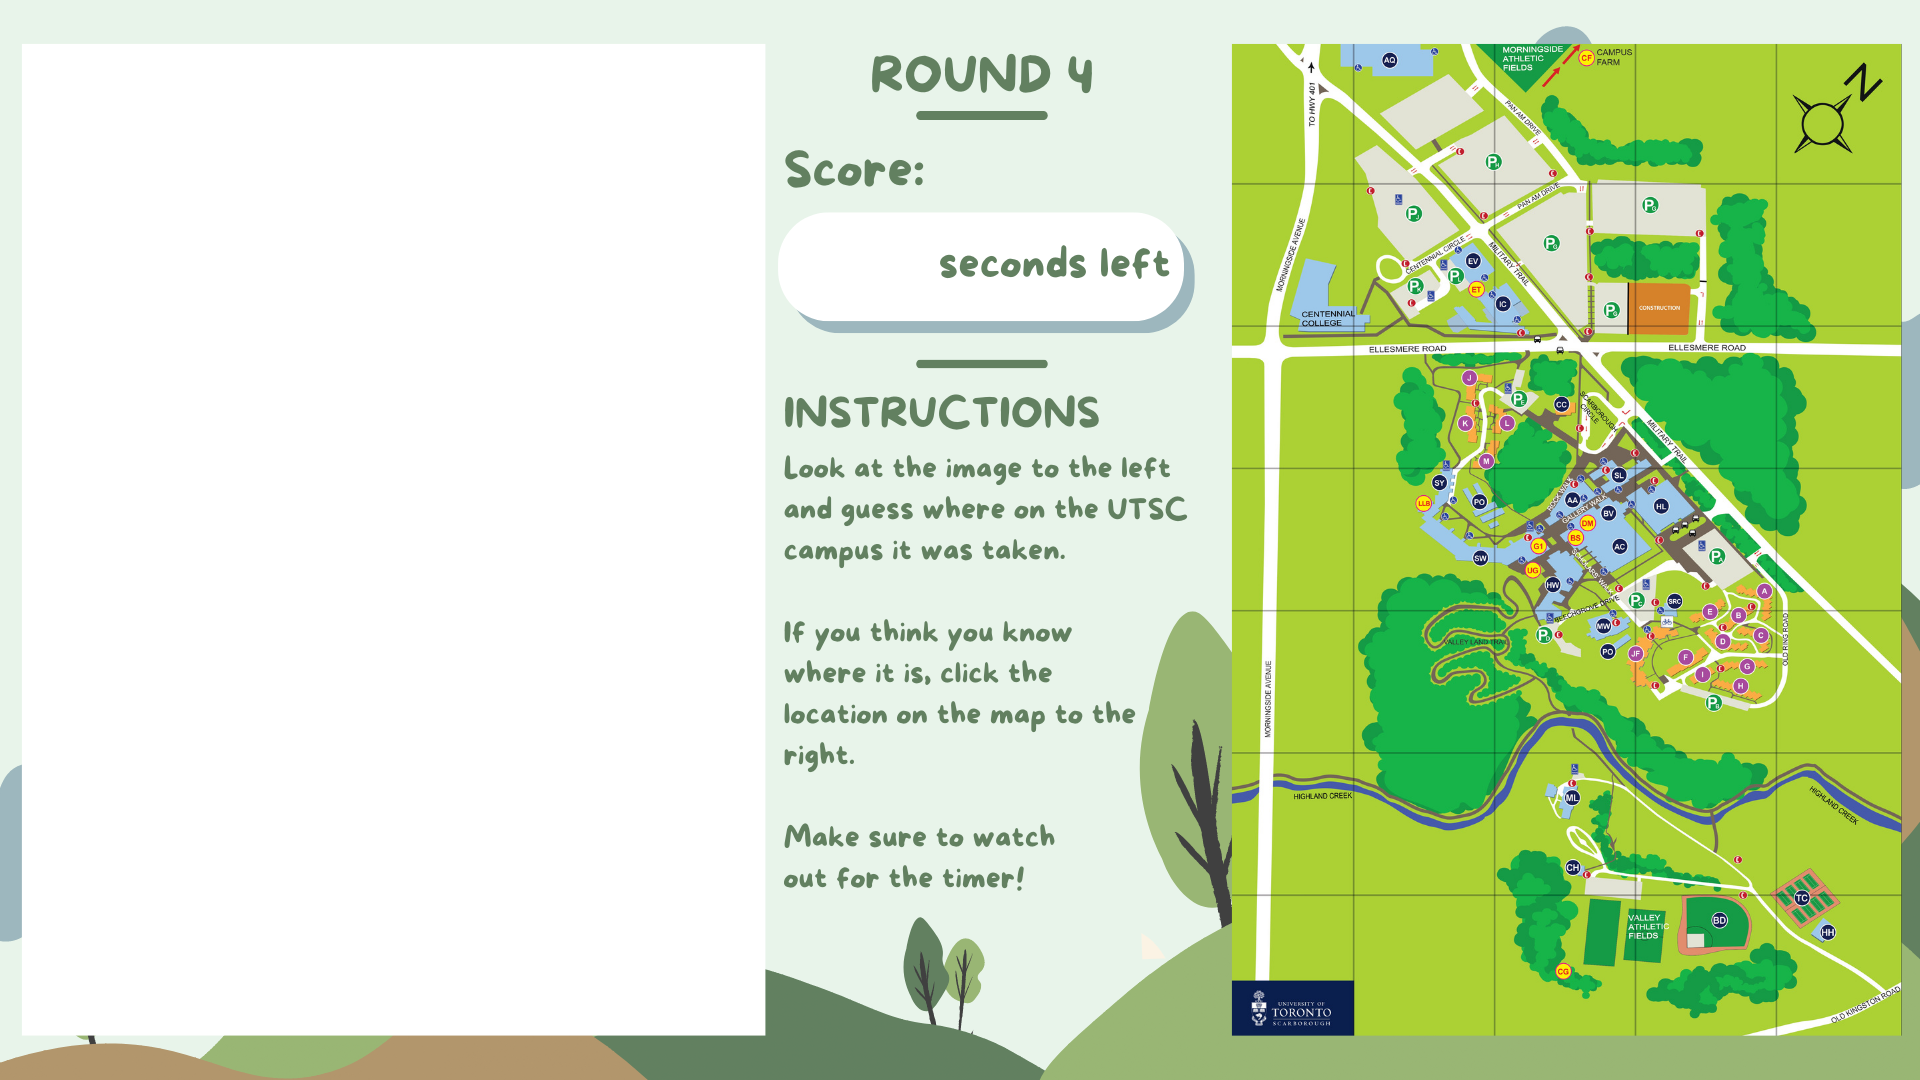 ROUND 4
Score:
seconds left
INSTRUCTIONS
Look at the image to the left
and guess where on the UTSC
campus it was taken.
If you think you know
where it is, click the
location on the map to the
right.
Make sure to watch
out for the timer!
AQ
MORNINGSIDE
ATHLETIC
FIELDS
CF
CAMPUS
FARM
N
TO HWY 401
PAN AM DRIVE
PAN AM DRIVE
MORNINGSIDE AVENUE
CENTENNIAL CIRCLE
MILITARY TRAIL
EV
ET
IC
CENTENNIAL
COLLEGE
CONSTRUCTION
ELLESMERE ROAD
ELLESMERE ROAD
J
K
L
M
CC
SCARBOROUGH
CIRCLE
MILITARY TRAIL
SY
LLB
PO
SL
AA
BV
HL
GALLERY WALK
DM
BS
G1
AC
SW
UG
HW
SRC
BEECHGROVE DRIVE
MW
PO
JF
A
B
C
D
E
F
G
H
I
OLD RING ROAD
VALLEY LAND TRAIL
MORNINGSIDE AVENUE
HIGHLAND CREEK
HIGHLAND CREEK
ML
CH
VALLEY
ATHLETIC
FIELDS
BD
TC
HH
CG
OLD KINGSTON ROAD
UNIVERSITY OF
TORONTO
SCARBOROUGH